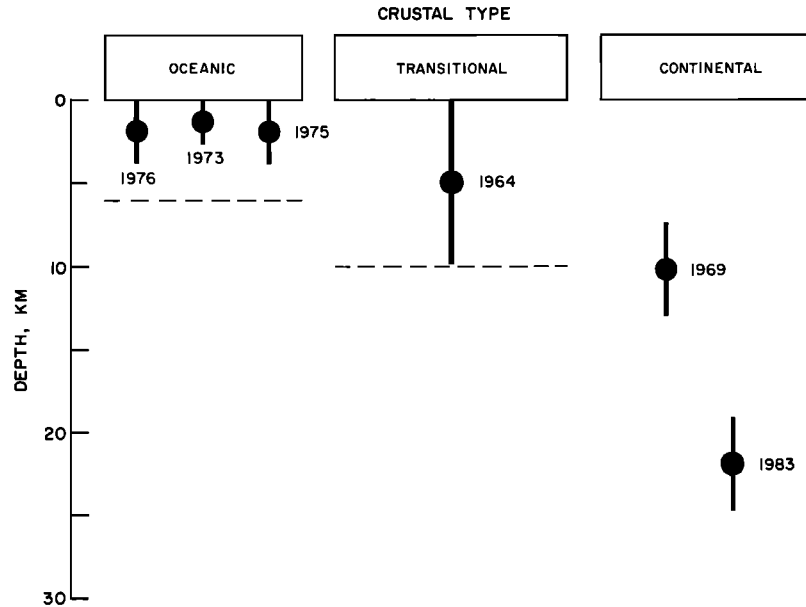 CRUSTAL TYPE
OCEANIC
TRANSITIONAL
CONTINENTAL
0
1975
1973
1976
1964
10
1969
DEPTH, KM
20
1983
30